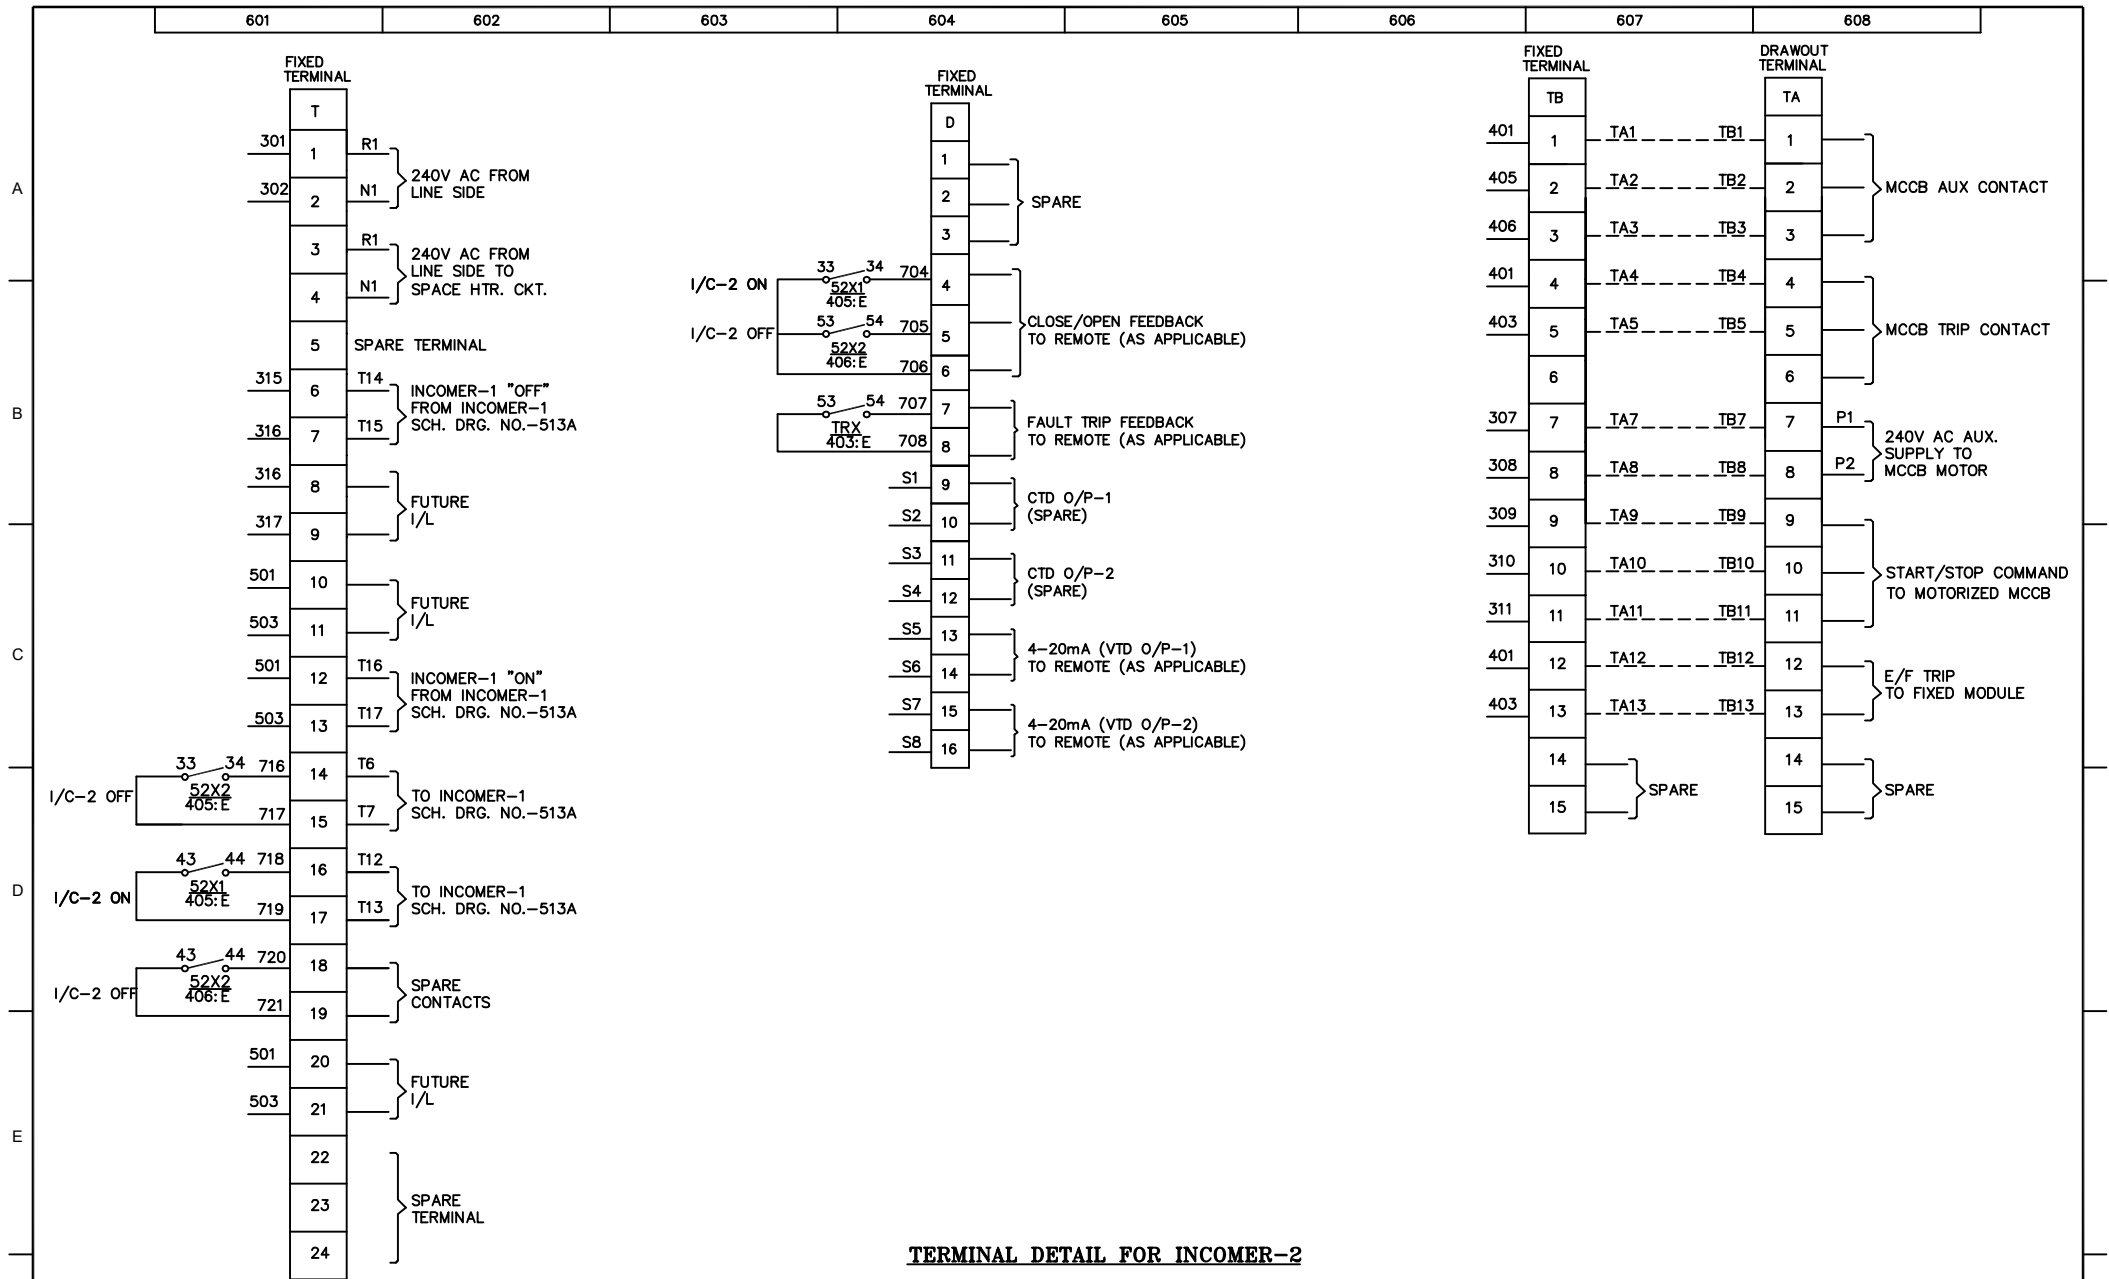 601 602 603 604 605 606 607 608
A
B
C
D
E
FIXED
TERMINAL
T
301 1 R1
302 2 N1
240V AC FROM
LINE SIDE
3 R1
4 N1
240V AC FROM
LINE SIDE TO
SPACE HTR. CKT.
5 SPARE TERMINAL
315 6 T14
316 7 T15
INCOMER-1 "OFF"
FROM INCOMER-1
SCH. DRG. NO.-513A
316 8
317 9
FUTURE
I/L
501 10
503 11
FUTURE
I/L
501 12 T16
503 13 T17
INCOMER-1 "ON"
FROM INCOMER-1
SCH. DRG. NO.-513A
I/C-2 OFF
33 34 716 14 T6
52X2
405:E
717 15 T7
TO INCOMER-1
SCH. DRG. NO.-513A
I/C-2 ON
43 44 718 16 T12
52X1
405:E
719 17 T13
TO INCOMER-1
SCH. DRG. NO.-513A
I/C-2 OFF
43 44 720 18
52X2
406:E
721 19
SPARE
CONTACTS
501 20
503 21
FUTURE
I/L
22
23
24
SPARE
TERMINAL
FIXED
TERMINAL
D
1
2
3
SPARE
I/C-2 ON
33 34 704 4
52X1
405:E
I/C-2 OFF
53 54 705 5
52X2
406:E
706 6
CLOSE/OPEN FEEDBACK
TO REMOTE (AS APPLICABLE)
53 54 707 7
TRX
403:E
708 8
FAULT TRIP FEEDBACK
TO REMOTE (AS APPLICABLE)
S1 9
S2 10
CTD O/P-1
(SPARE)
S3 11
S4 12
CTD O/P-2
(SPARE)
S5 13
S6 14
4-20mA (VTD O/P-1)
TO REMOTE (AS APPLICABLE)
S7 15
S8 16
4-20mA (VTD O/P-2)
TO REMOTE (AS APPLICABLE)
FIXED
TERMINAL
DRAWOUT
TERMINAL
TB TA
401 1 TA1 TB1 1
405 2 TA2 TB2 2
406 3 TA3 TB3 3
MCCB AUX CONTACT
401 4 TA4 TB4 4
403 5 TA5 TB5 5
6 6
MCCB TRIP CONTACT
307 7 TA7 TB7 7 P1
308 8 TA8 TB8 8 P2
240V AC AUX.
SUPPLY TO
MCCB MOTOR
309 9 TA9 TB9 9
310 10 TA10 TB10 10
311 11 TA11 TB11 11
START/STOP COMMAND
TO MOTORIZED MCCB
401 12 TA12 TB12 12
403 13 TA13 TB13 13
E/F TRIP
TO FIXED MODULE
14 14
15 15
SPARE SPARE
TERMINAL DETAIL FOR INCOMER-2